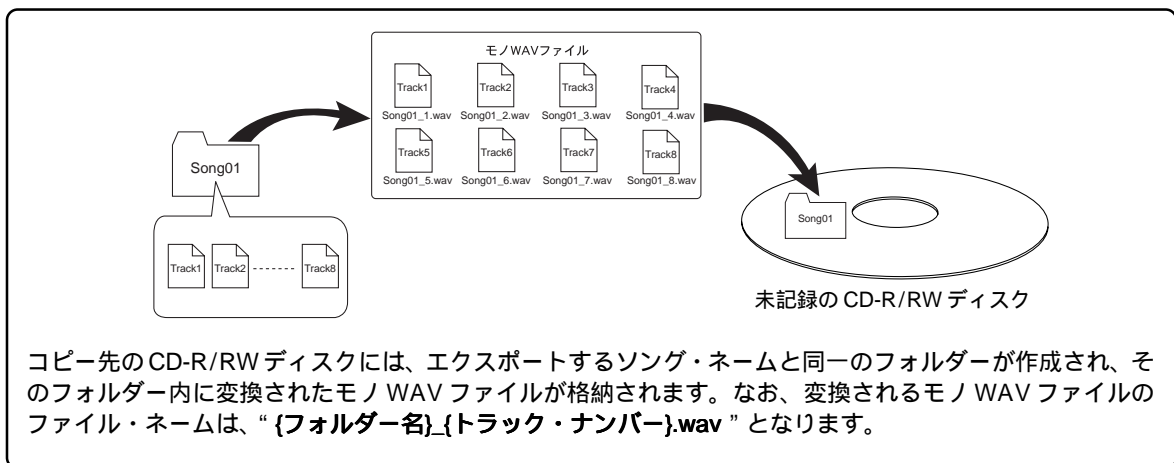 モノWAVファイル
Track1 Track2 Track3 Track4
Song01_1.wav Song01_2.wav Song01_3.wav Song01_4.wav
Track5 Track6 Track7 Track8
Song01_5.wav Song01_6.wav Song01_7.wav Song01_8.wav
Song01
Track1 Track2 Track8
Song01
未記録の CD-R/RW ディスク
コピー先の CD-R/RW ディスクには、エクスポートするソング・ネームと同一のフォルダーが作成され、そ
のフォルダー内に変換されたモノ WAV ファイルが格納されます。なお、変換されるモノ WAV ファイルの
ファイル・ネームは、“ {フォルダー名}_{トラック・ナンバー}.wav ” となります。